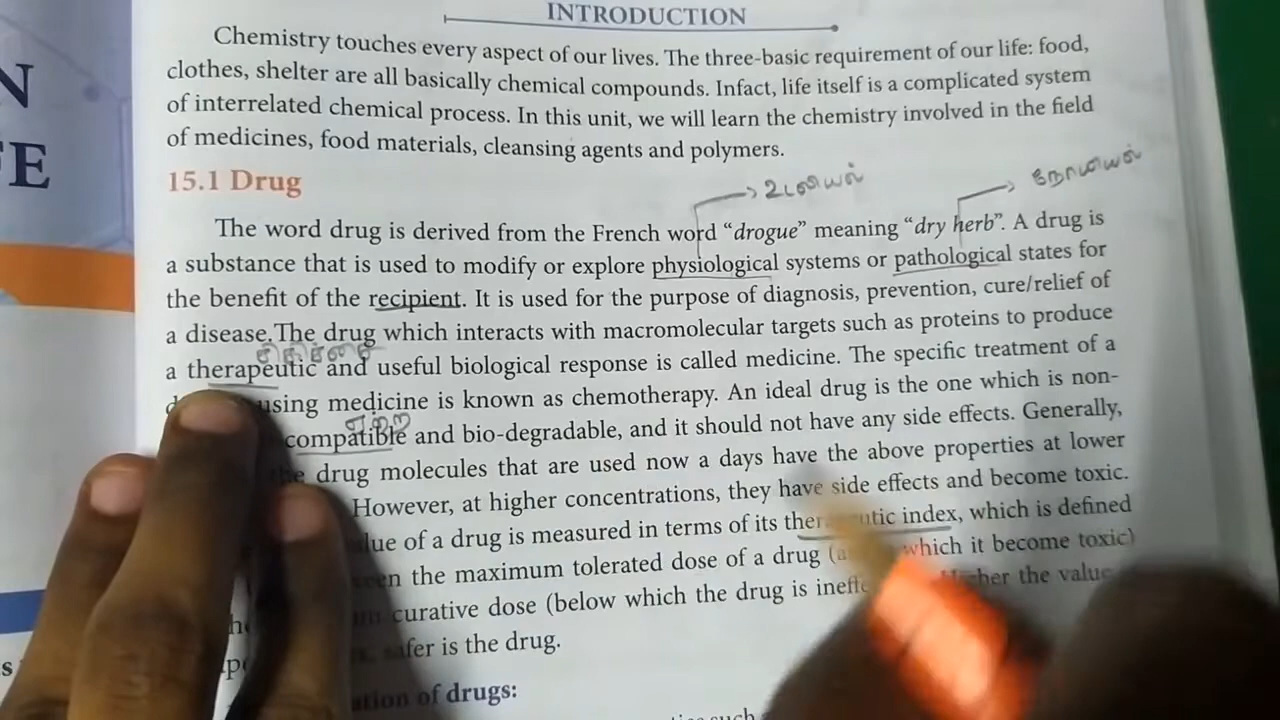 N
INTRODUCTION
FE
Chemistry touches every aspect of our lives. The three-basic requirement of our life: food,
clothes, shelter are all basically chemical compounds. Infact, life itself is a complicated system
of interrelated chemical process. In this unit, we will learn the chemistry involved in the field
of medicines, food materials, cleansing agents and polymers.
15.1 Drug
உடலியல்
நோயியல்
The word drug is derived from the French word “drogue” meaning “dry herb”. A drug is
a substance that is used to modify or explore physiological systems or pathological states for
the benefit of the recipient. It is used for the purpose of diagnosis, prevention, cure/relief of
a disease.The drug which interacts with macromolecular targets such as proteins to produce
சிகிச்சை
a therapeutic and useful biological response is called medicine. The specific treatment of a
using medicine is known as chemotherapy. An ideal drug is the one which is non-
ஏற்ற
compatible and bio-degradable, and it should not have any side effects. Generally,
drug molecules that are used now a days have the above properties at lower
However, at higher concentrations, they have side effects and become toxic.
of a drug is measured in terms of its therapeutic index, which is defined
the maximum tolerated dose of a drug which it become toxic)
curative dose (below which the drug is the value
safer is the drug.
of drugs:
such